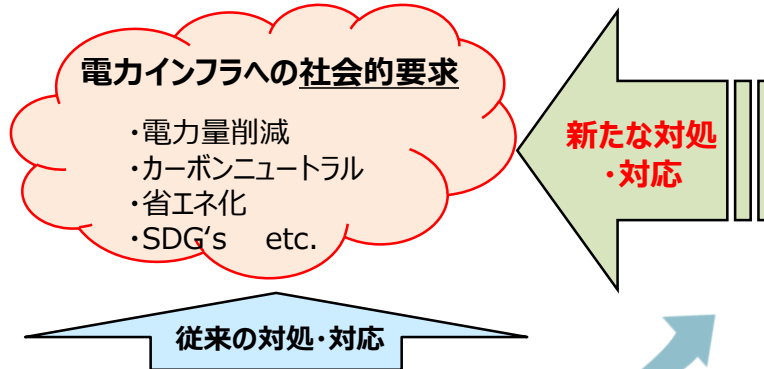 電力インフラへの社会的要求
・電力量削減
・カーボンニュートラル
・省エネ化
・SDG‘s etc.
新たな対処
・対応
従来の対処・対応